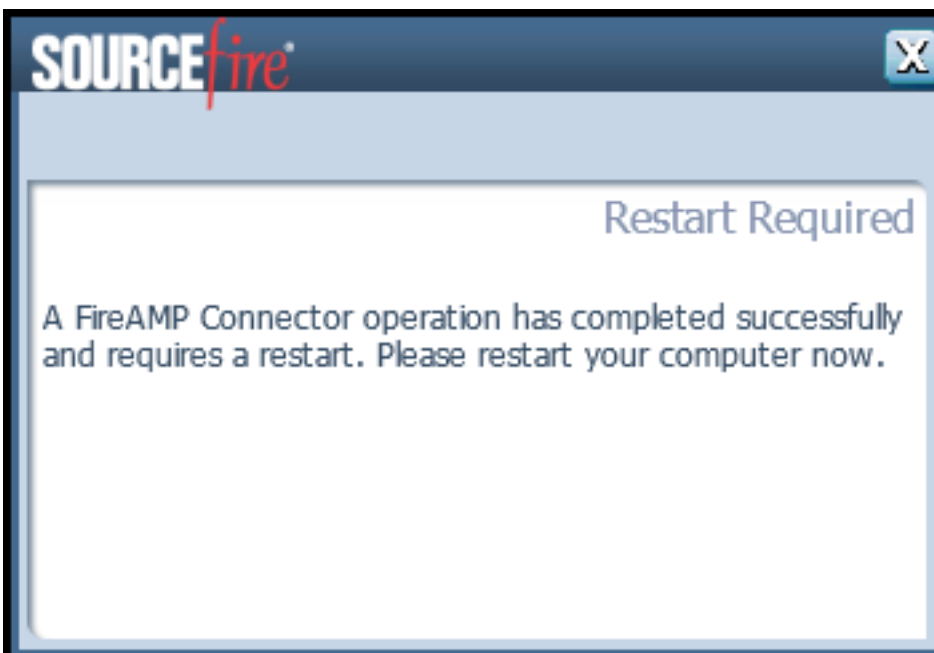 SOURCEfire®
X
Restart Required
A FireAMP Connector operation has completed successfully
and requires a restart. Please restart your computer now.